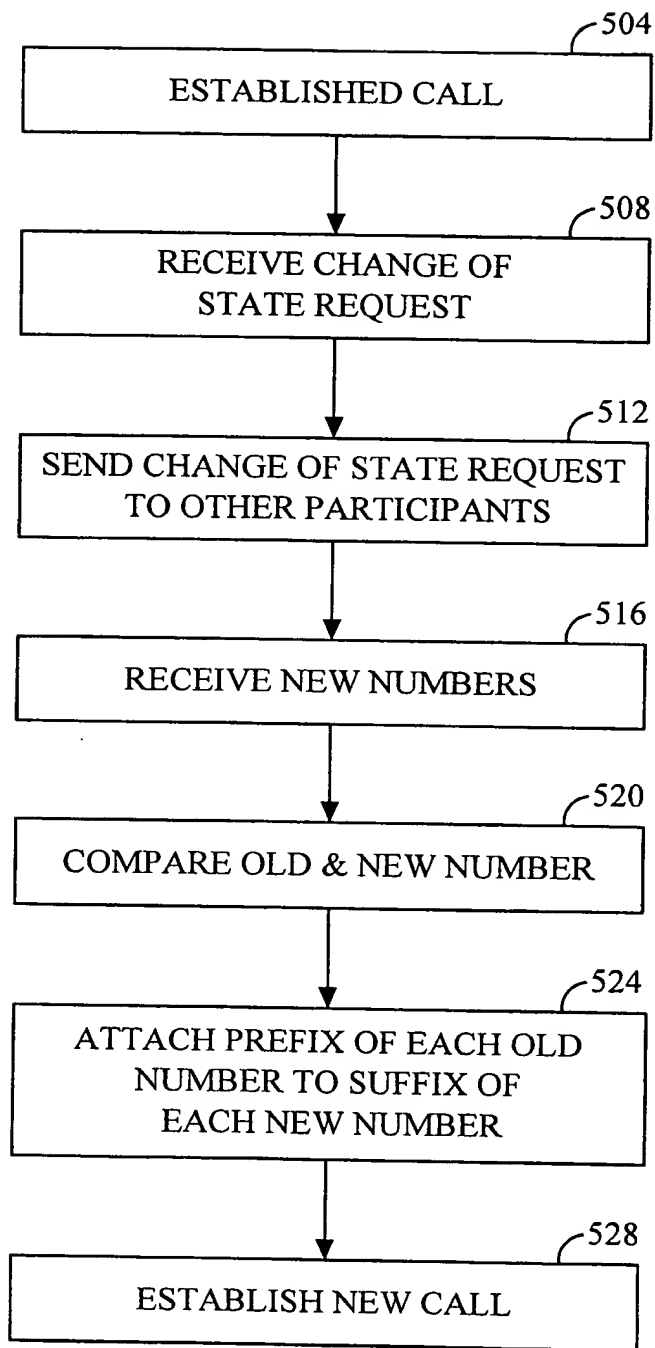 504
ESTABLISHED CALL
508
RECEIVE CHANGE OF
STATE REQUEST
512
SEND CHANGE OF STATE REQUEST
TO OTHER PARTICIPANTS
516
RECEIVE NEW NUMBERS
520
COMPARE OLD & NEW NUMBER
524
ATTACH PREFIX OF EACH OLD
NUMBER TO SUFFIX OF
EACH NEW NUMBER
528
ESTABLISH NEW CALL